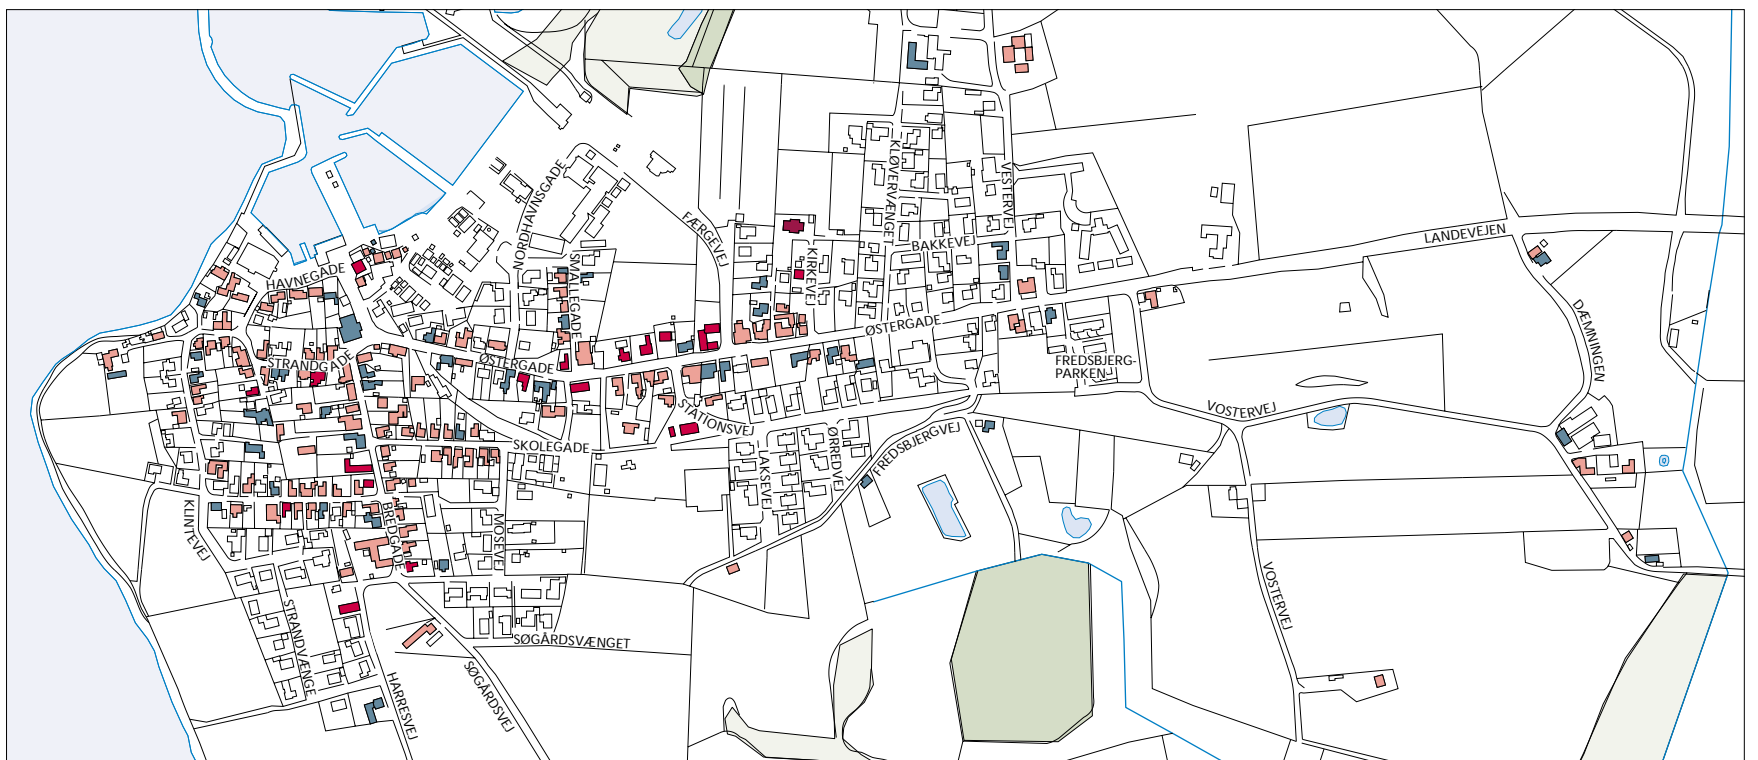 NORDHAVNSGADE
KLØVERVÆNGET
VESTERVEJ
FÆRGEVEJ
BAKKEVEJ
LANDEVEJEN
KIRKEVEJ
SMALLEGADE
HAVNEGADE
ØSTERGADE
DÆMNINGEN
STRANDGADE
ØSTERGADE
FREDSBJERG-
PARKEN
VOSTERVEJ
STATIONSVEJ
SKOLEGADE
LAKSEVEJ
ØRREDVEJ
FREDSBJERGVEJ
KLINTEVEJ
BREDGADE
MOSEVEJ
VOSTERVEJ
STRANDVÆNGE
SØGÅRDSVÆNGET
HARRESVEJ
SØGÅRDSVEJ